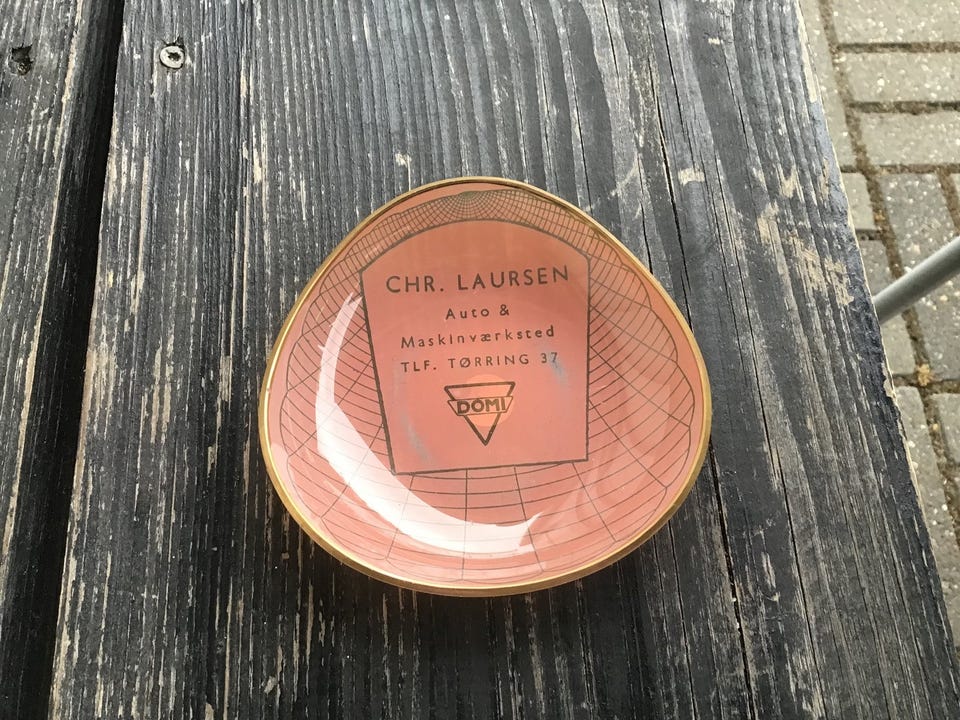 CHR. LAURSEN
Auto &
Maskinværksted
TLF. TØRRING 37
DOMI